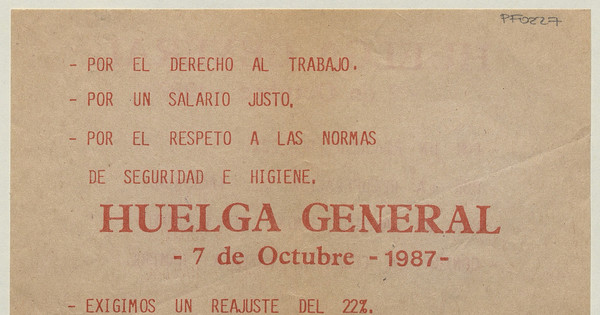 PF0227
- POR EL DERECHO AL TRABAJO.
- POR UN SALARIO JUSTO,
- POR EL RESPETO A LAS NORMAS
DE SEGURIDAD E HIGIENE,
HUELGA GENERAL
- 7 de Octubre - 1987 -
- EXIGIMOS UN REAJUSTE DEL 22%.